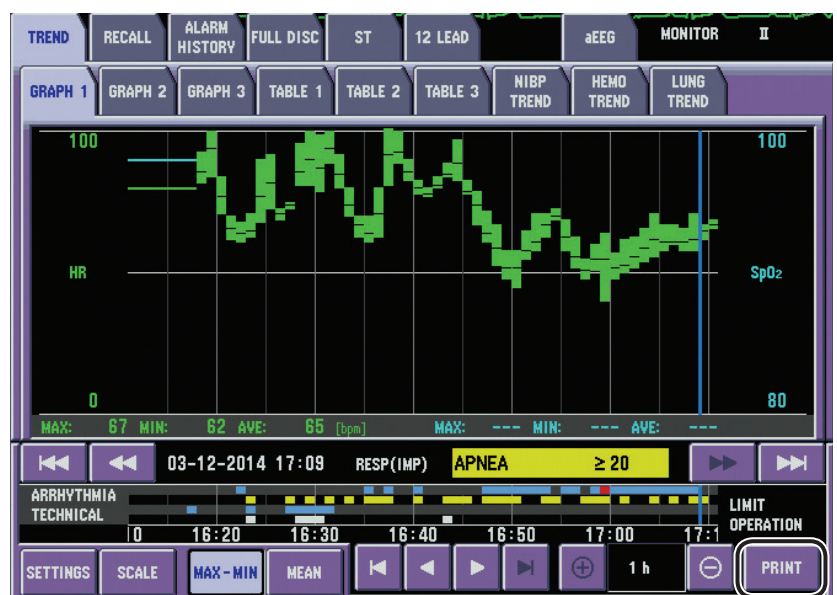 TREND RECALL ALARM HISTORY FULL DISC ST 12 LEAD aEEG MONITOR II
GRAPH 1 GRAPH 2 GRAPH 3 TABLE 1 TABLE 2 TABLE 3 NIBP TREND HEMO TREND LUNG TREND
100 100
HR SpO2
0 80
MAX: 67 MIN: 62 AVE: 65 [bpm] MAX: --- MIN: --- AVE: ---
03-12-2014 17:09 RESP(IMP) APNEA ≥ 20
ARRHYTHMIA
TECHNICAL
LIMIT
OPERATION
0 16:20 16:30 16:40 16:50 17:00 17:1
SETTINGS SCALE MAX-MIN MEAN 1 h PRINT